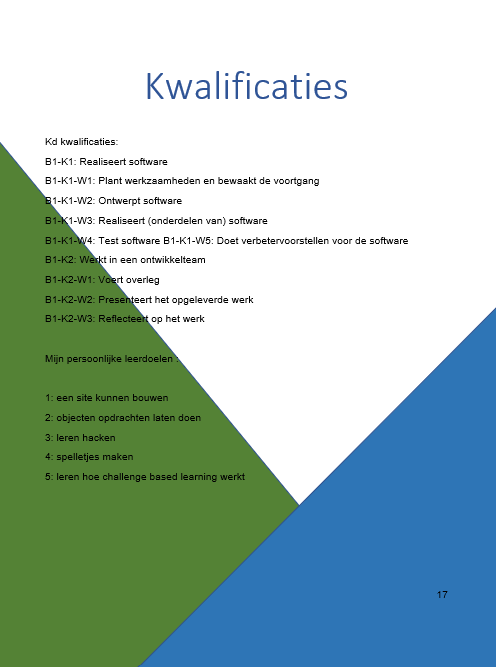 Kwalificaties
Kd kwalificaties:
B1-K1: Realiseert software
B1-K1-W1: Plant werkzaamheden en bewaakt de voortgang
B1-K1-W2: Ontwerpt software
B1-K1-W3: Realiseert (onderdelen van) software
B1-K1-W4: Test software B1-K1-W5: Doet verbetervoorstellen voor de software
B1-K2: Werkt in een ontwikkelteam
B1-K2-W1: Voert overleg
B1-K2-W2: Presenteert het opgeleverde werk
B1-K2-W3: Reflecteert op het werk
Mijn persoonlijke leerdoelen :
1: een site kunnen bouwen
2: objecten opdrachten laten doen
3: leren hacken
4: spelletjes maken
5: leren hoe challenge based learning werkt
17